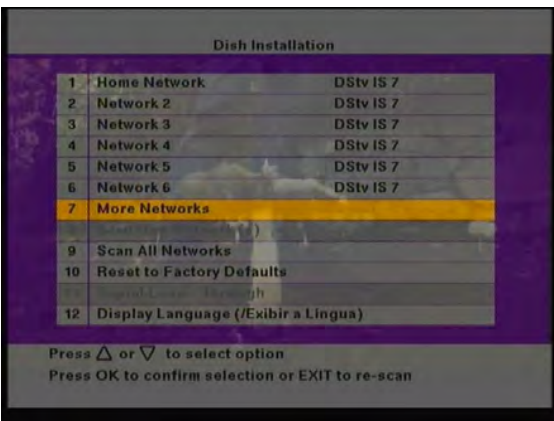 Dish Installation
1 Home Network DStv IS 7
2 Network 2 DStv IS 7
3 Network 3 DStv IS 7
4 Network 4 DStv IS 7
5 Network 5 DStv IS 7
6 Network 6 DStv IS 7
7 More Networks
9 Scan All Networks
10 Reset to Factory Defaults
12 Display Language (/Exibir a Lingua)
Press △ or ▽ to select option
Press OK to confirm selection or EXIT to re-scan